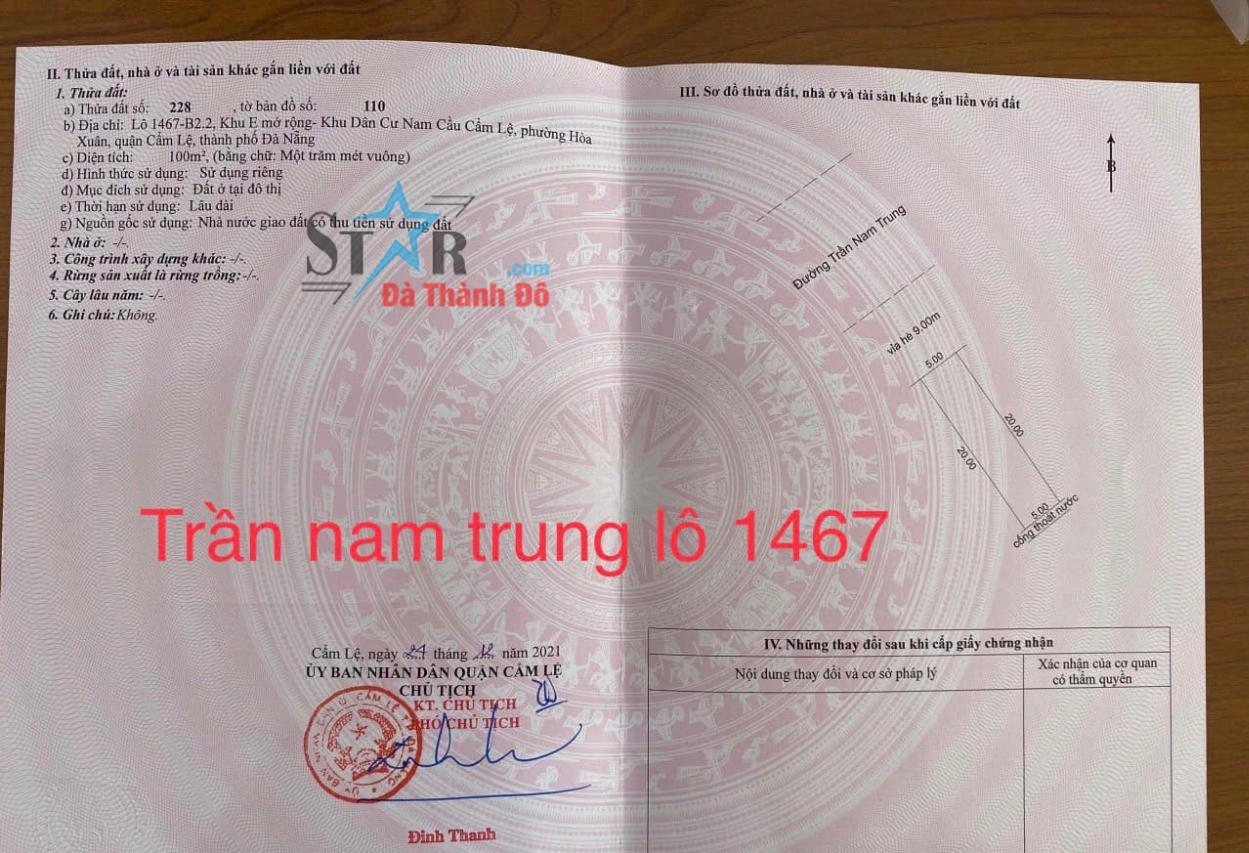 II. Thửa đất, nhà ở và tài sản khác gắn liền với đất
1. Thửa đất:
a) Thửa đất số: 228 , tờ bản đồ số: 110
b) Địa chỉ: Lô 1467-B2.2, Khu E mở rộng- Khu Dân Cư Nam Cầu Cẩm Lệ, phường Hòa
Xuân, quận Cẩm Lệ, thành phố Đà Nẵng
c) Diện tích: 100m², (bằng chữ: Một trăm mét vuông)
d) Hình thức sử dụng: Sử dụng riêng
đ) Mục đích sử dụng: Đất ở tại đô thị
e) Thời hạn sử dụng: Lâu dài
g) Nguồn gốc sử dụng: Nhà nước giao đất có thu tiền sử dụng đất
2. Nhà ở: -/-.
3. Công trình xây dựng khác: -/-.
4. Rừng sản xuất là rừng trồng: -/-.
5. Cây lâu năm: -/-.
6. Ghi chú: Không.
STAR
.com
Đà Thành Đô
III. Sơ đồ thửa đất, nhà ở và tài sản khác gắn liền với đất
B
Đường Trần Nam Trung
vỉa hè 9.00m
5.00
20.00
20.00
5.00
cống thoát nước
Trần nam trung lô 1467
Cẩm Lệ, ngày tháng 12 năm 2021
ỦY BAN NHÂN DÂN QUẬN CẨM LỆ
CHỦ TỊCH
KT. CHỦ TỊCH
PHÓ CHỦ TỊCH
Đinh Thanh
IV. Những thay đổi sau khi cấp giấy chứng nhận
Nội dung thay đổi và cơ sở pháp lý
Xác nhận của cơ quan
có thẩm quyền